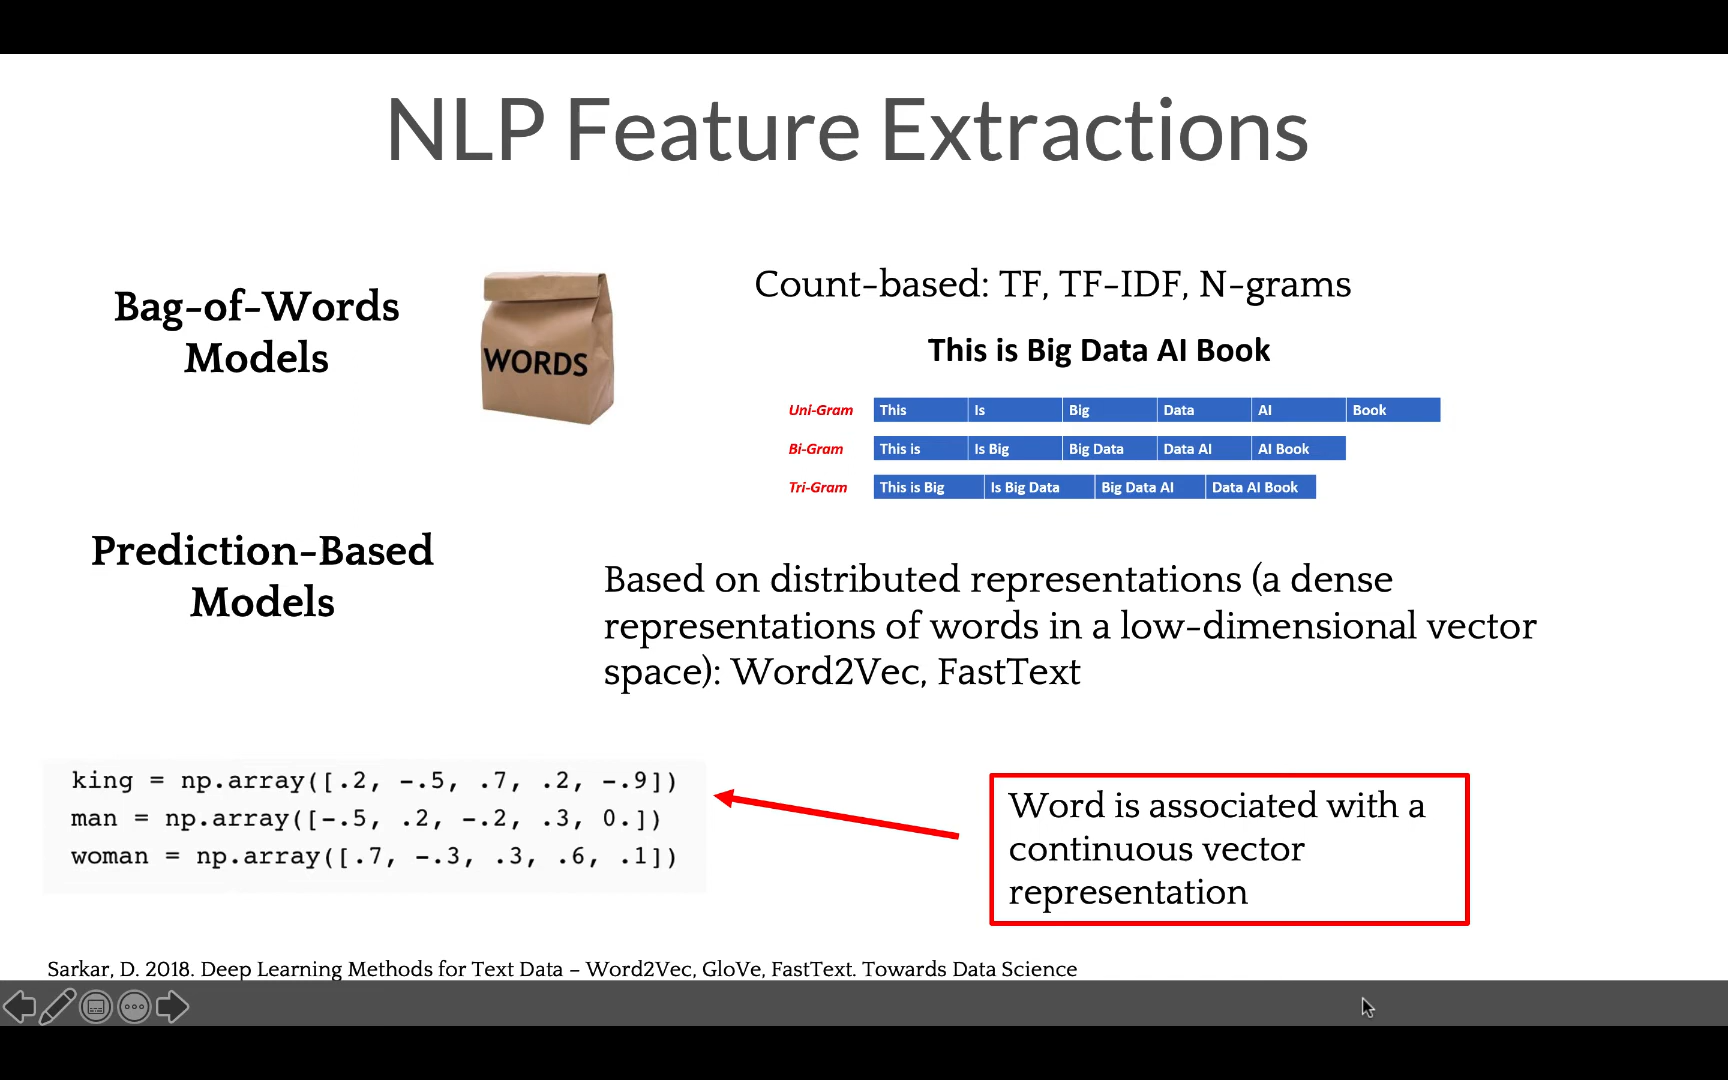 NLP Feature Extractions
Bag-of-Words
Models
WORDS
Count-based: TF, TF-IDF, N-grams
This is Big Data AI Book
Uni-Gram This Is Big Data AI Book
Bi-Gram This is Is Big Big Data Data AI AI Book
Tri-Gram This is Big Is Big Data Big Data AI Data AI Book
Prediction-Based
Models
Based on distributed representations (a dense
representations of words in a low-dimensional vector
space): Word2Vec, FastText
king = np.array([.2, -.5, .7, .2, -.9])
man = np.array([-.5, .2, -.2, .3, 0.])
woman = np.array([.7, -.3, .3, .6, .1])
Word is associated with a
continuous vector
representation
Sarkar, D. 2018. Deep Learning Methods for Text Data – Word2Vec, GloVe, FastText. Towards Data Science